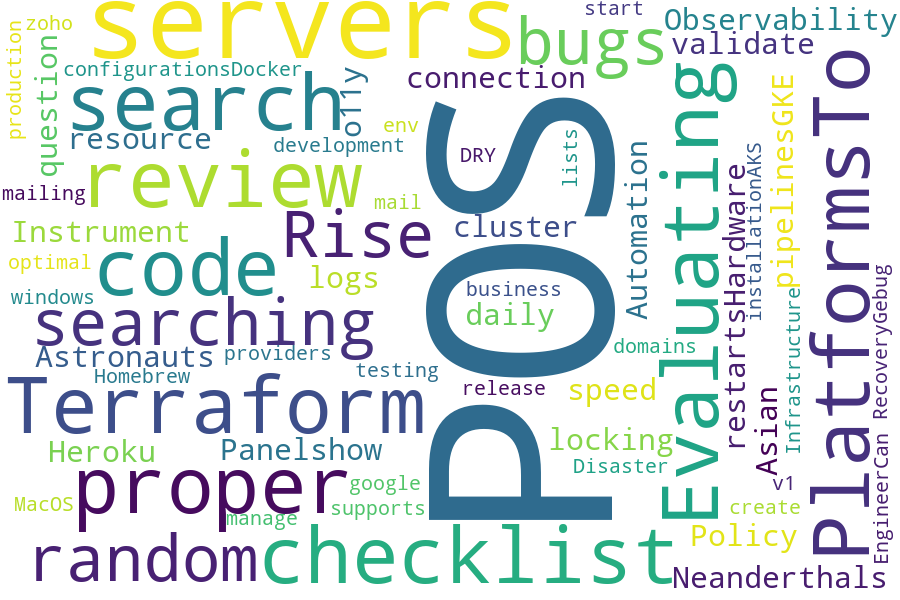 servers
start
Observability
zoho
bugs
validate
production
question
configurationsDocker
connection
search
o11y
resource
development
env
DRY
lists
Automation
Evaluating
pipelinesGKE
PlatformsTo
review
mailing
mail
POS
installationAKS
restartsHardware
Instrument
Rise
cluster
code
optimal
logs
windows
business
daily
searching
Astronauts
providers
domains
Infrastructure
RecoveryGebug
Homebrew
testing
Terraform
release
speed
Asian
Heroku
Panelshow
locking
Disaster
proper
google
v1
EngineerCan
MacOS
manage
supports
create
Policy
random
checklist
Neanderthals